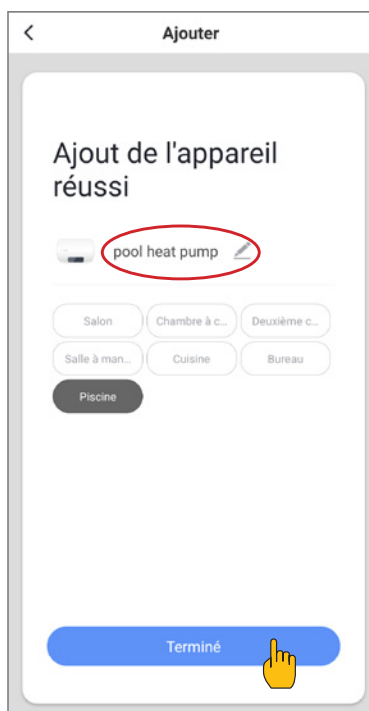 Ajouter
Ajout de l'appareil
réussi
pool heat pump
Salon
Chambre à c...
Deuxième c...
Salle à man...
Cuisine
Bureau
Piscine
Terminé